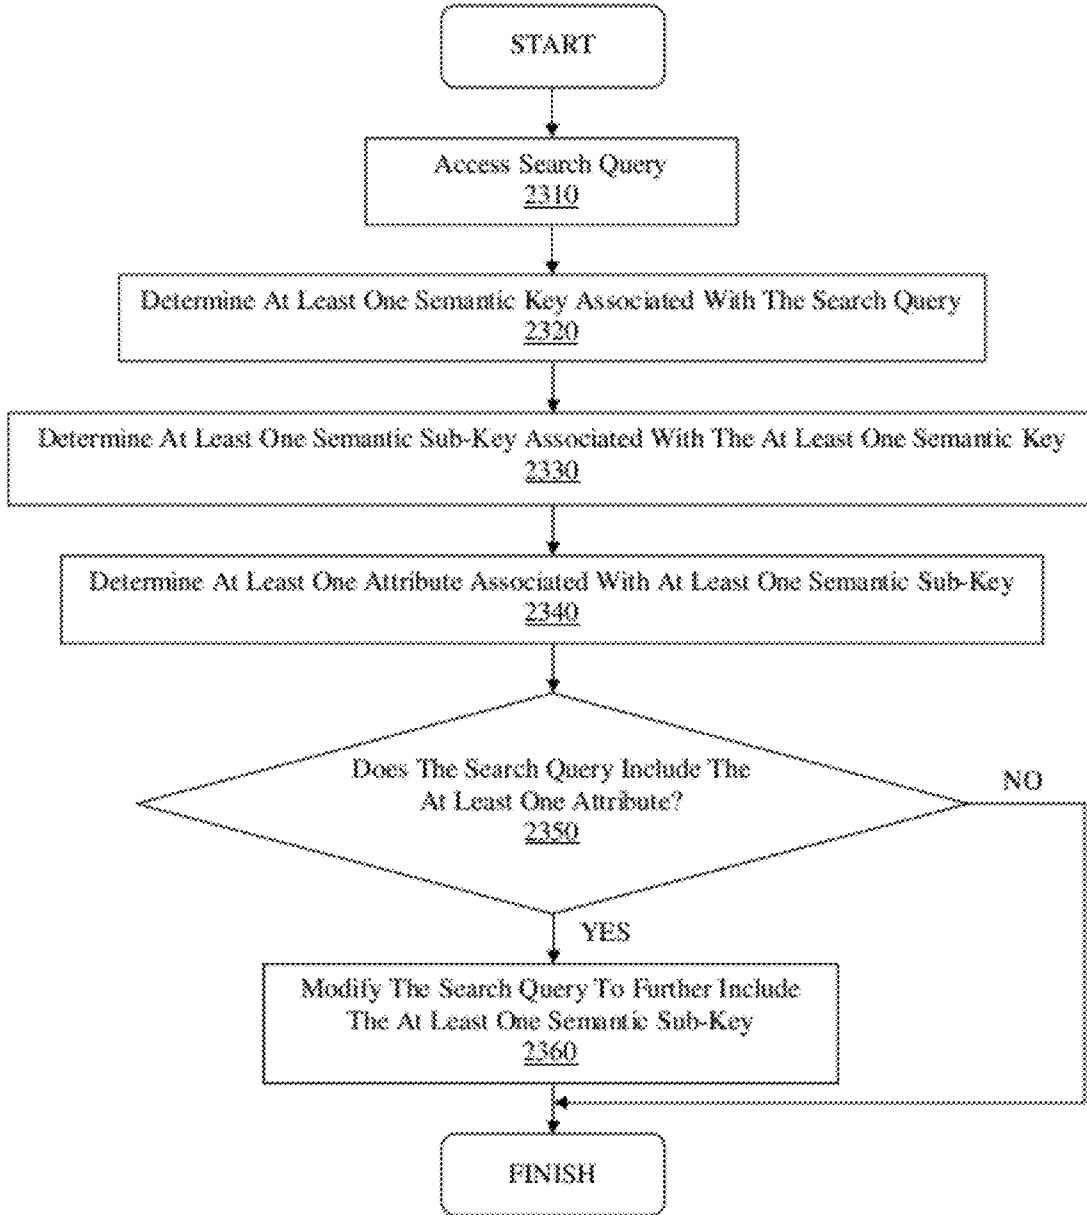 START
Access Search Query
2310
Determine At Least One Semantic Key Associated With The Search Query
2320
Determine At Least One Semantic Sub-Key Associated With The At Least One Semantic Key
2330
Determine At Least One Attribute Associated With At Least One Semantic Sub-Key
2340
Does The Search Query Include The
At Least One Attribute?
2350
NO
YES
Modify The Search Query To Further Include
The At Least One Semantic Sub-Key
2360
FINISH